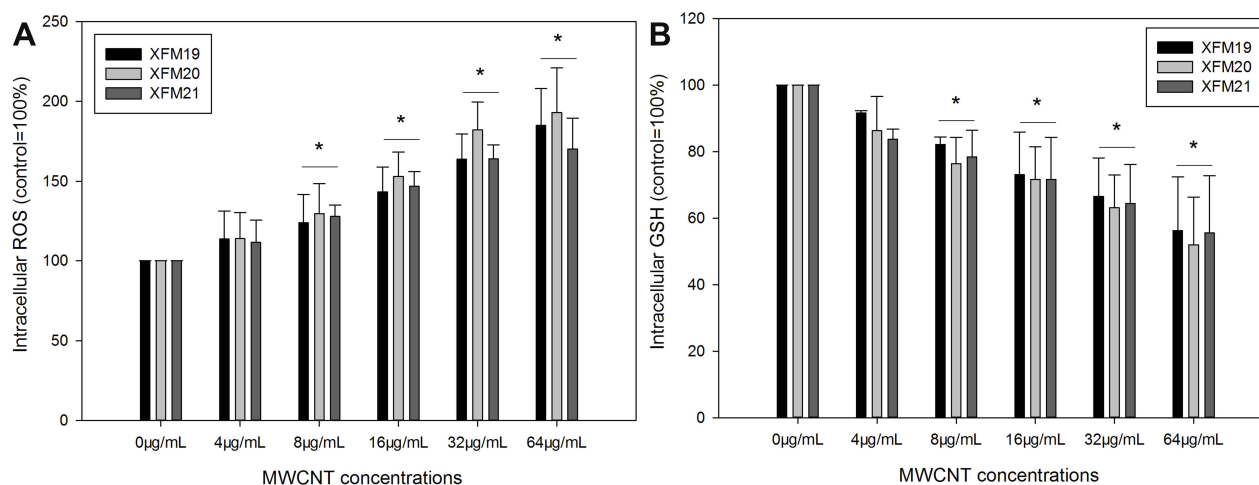 A
XFM19
XFM20
XFM21
Intracellular ROS (control=100%)
250
200
150
100
50
0
* * * *
0µg/mL 4µg/mL 8µg/mL 16µg/mL 32µg/mL 64µg/mL
MWCNT concentrations
B
XFM19
XFM20
XFM21
Intracellular GSH (control=100%)
120
100
80
60
40
20
0
* * * *
0µg/mL 4µg/mL 8µg/mL 16µg/mL 32µg/mL 64µg/mL
MWCNT concentrations